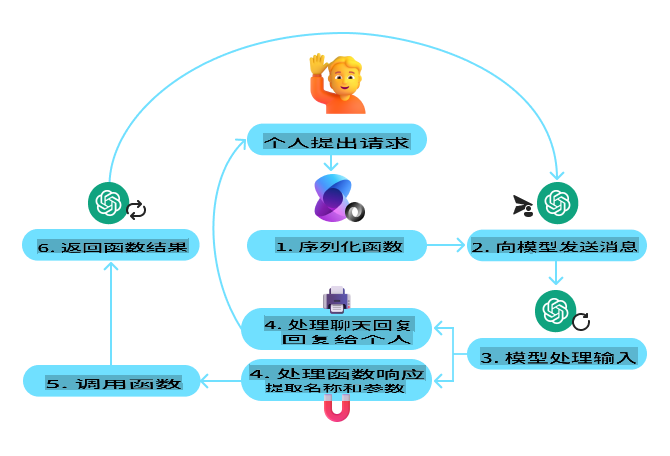 个人提出请求
1. 序列化函数
2. 向模型发送消息
3. 模型处理输入
4. 处理聊天回复
回复给个人
4. 处理函数响应
提取名称和参数
5. 调用函数
6. 返回函数结果